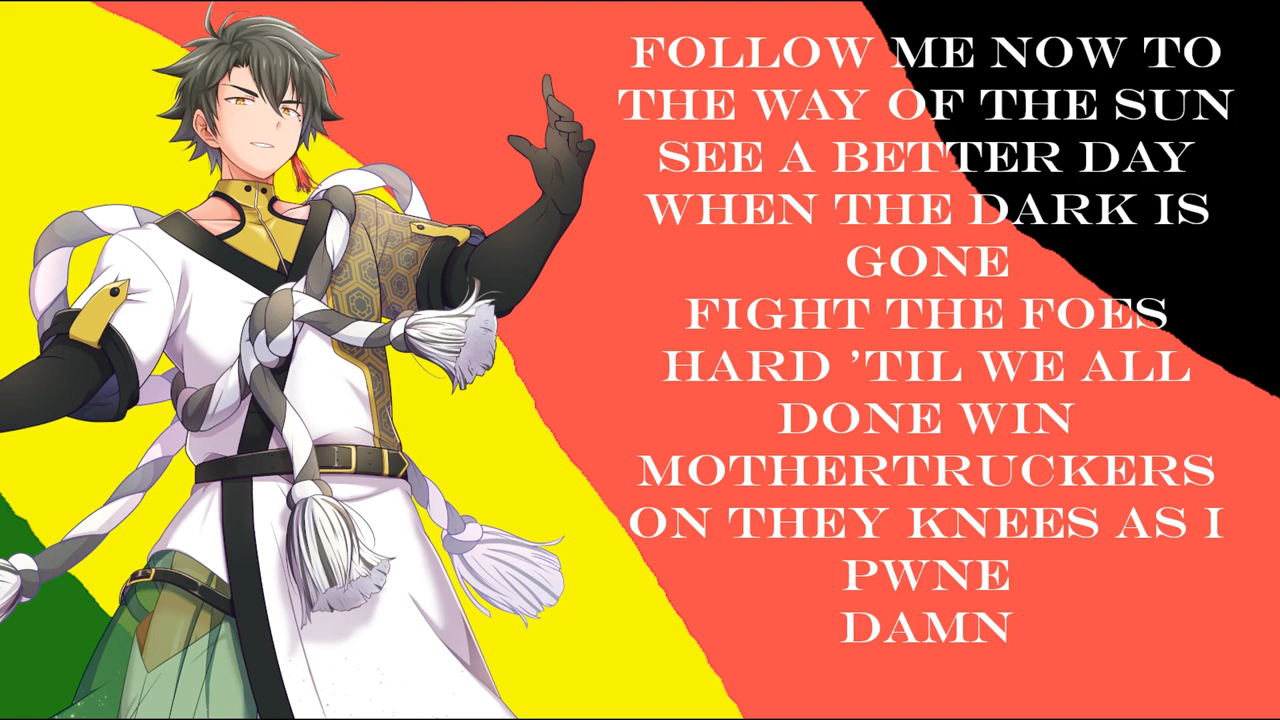 FOLLOW ME NOW TO
THE WAY OF THE SUN
SEE A BETTER DAY
WHEN THE DARK IS
GONE
FIGHT THE FOES
HARD 'TIL WE ALL
DONE WIN
MOTHERTRUCKERS
ON THEY KNEES AS I
PWNE
DAMN